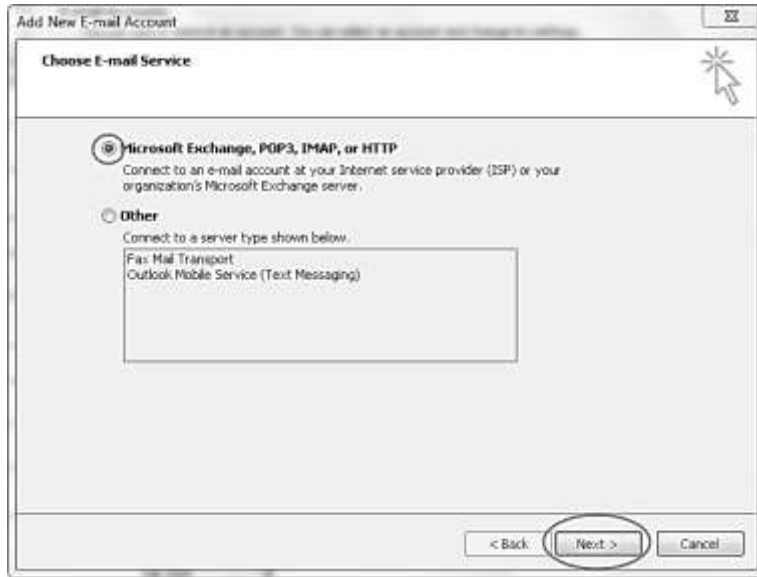 Add New E-mail Account
Choose E-mail Service
Microsoft Exchange, POP3, IMAP, or HTTP
Connect to an e-mail account at your Internet service provider (ISP) or your
organization's Microsoft Exchange server.
Other
Connect to a server type shown below.
Fax Mail Transport
Outlook Mobile Service (Text Messaging)
< Back
Next >
Cancel